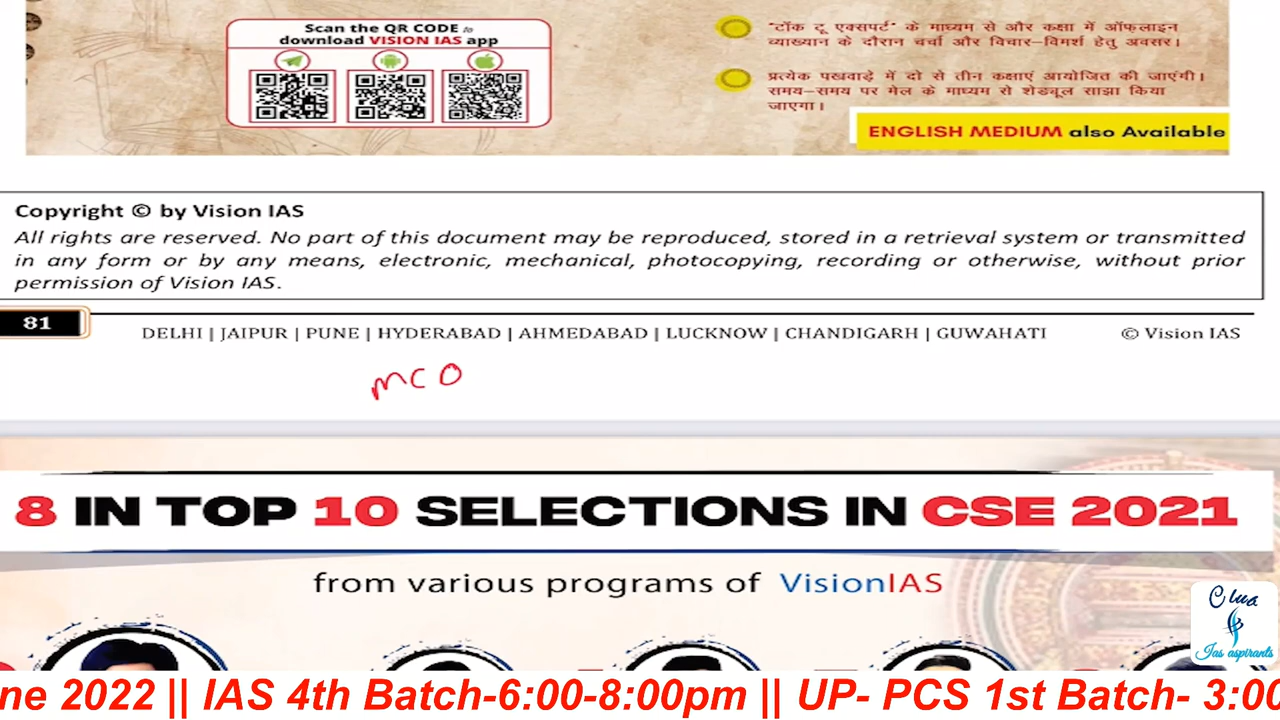 Scan the QR CODE to
download VISION IAS app
"टॉक टू एक्सपर्ट" के माध्यम से और कक्षा में ऑफ़लाइन
व्याख्यान के दौरान चर्चा और विचार-विमर्श हेतु अवसर।
प्रत्येक पखवाड़े में दो से तीन कक्षाएं आयोजित की जाएंगी।
समय-समय पर मेल के माध्यम से शेड्यूल साझा किया
जाएगा।
ENGLISH MEDIUM also Available
Copyright © by Vision IAS
All rights are reserved. No part of this document may be reproduced, stored in a retrieval system or transmitted
in any form or by any means, electronic, mechanical, photocopying, recording or otherwise, without prior
permission of Vision IAS.
81
DELHI | JAIPUR | PUNE | HYDERABAD | AHMEDABAD | LUCKNOW | CHANDIGARH | GUWAHATI © Vision IAS
MCO
8 IN TOP 10 SELECTIONS IN CSE 2021
from various programs of VisionIAS
Ias aspirants
ne 2022 || IAS 4th Batch-6:00-8:00pm || UP- PCS 1st Batch- 3:00